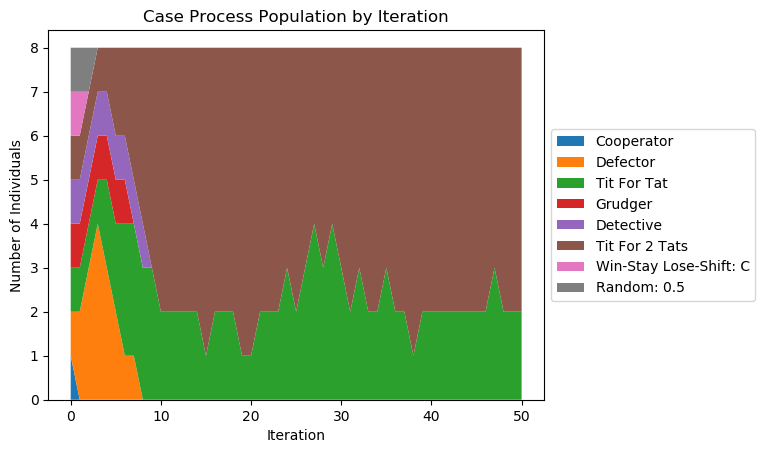 Case Process Population by Iteration
8
7
6
5
4
3
2
1
0
Number of Individuals
0 10 20 30 40 50
Iteration
Cooperator
Defector
Tit For Tat
Grudger
Detective
Tit For 2 Tats
Win-Stay Lose-Shift: C
Random: 0.5